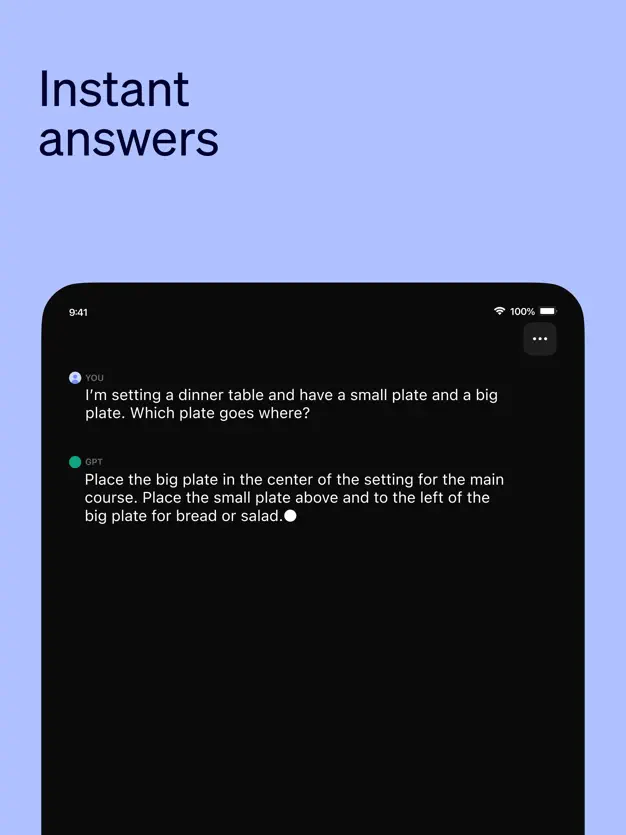 Instant
answers
9:41
100%
YOU
I’m setting a dinner table and have a small plate and a big
plate. Which plate goes where?
GPT
Place the big plate in the center of the setting for the main
course. Place the small plate above and to the left of the
big plate for bread or salad.